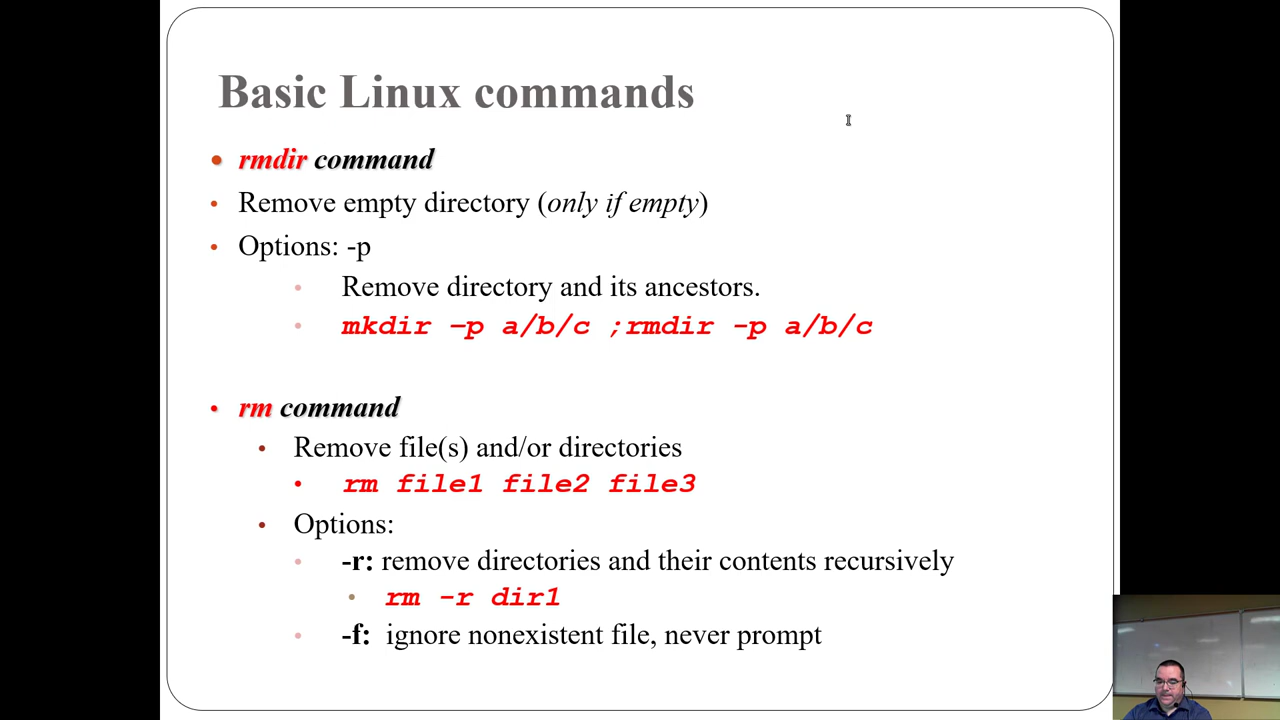 Basic Linux commands
• rmdir command
• Remove empty directory (only if empty)
• Options: -p
• Remove directory and its ancestors.
• mkdir –p a/b/c ;rmdir -p a/b/c
• rm command
• Remove file(s) and/or directories
• rm file1 file2 file3
• Options:
• -r: remove directories and their contents recursively
• rm -r dir1
• -f: ignore nonexistent file, never prompt